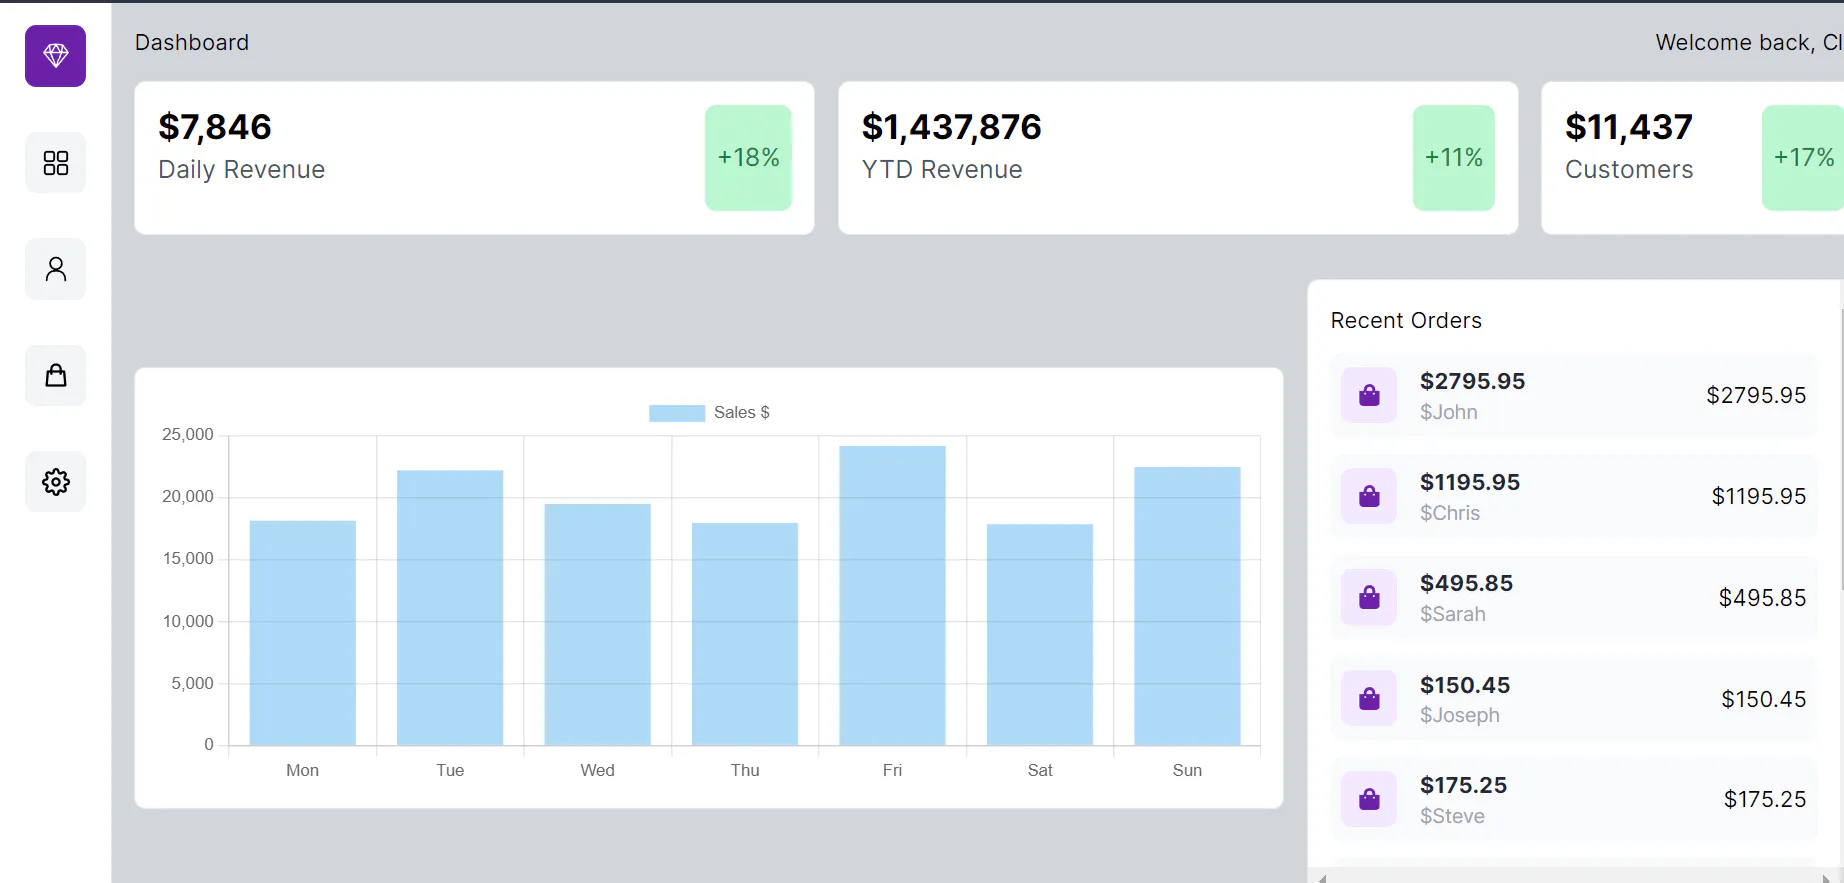 Dashboard
Welcome back, Cl
$7,846
Daily Revenue
+18%
$1,437,876
YTD Revenue
+11%
$11,437
Customers
+17%
Sales $
25,000
20,000
15,000
10,000
5,000
0
Mon Tue Wed Thu Fri Sat Sun
Recent Orders
$2795.95
$John
$2795.95
$1195.95
$Chris
$1195.95
$495.85
$Sarah
$495.85
$150.45
$Joseph
$150.45
$175.25
$Steve
$175.25